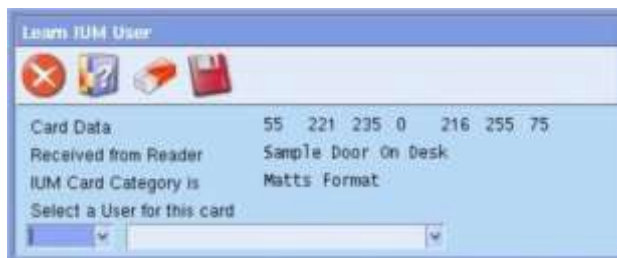 Learn IUM User
Card Data 55 221 235 0 216 255 75
Received from Reader Sample Door On Desk
IUM Card Category is Matts Format
Select a User for this card